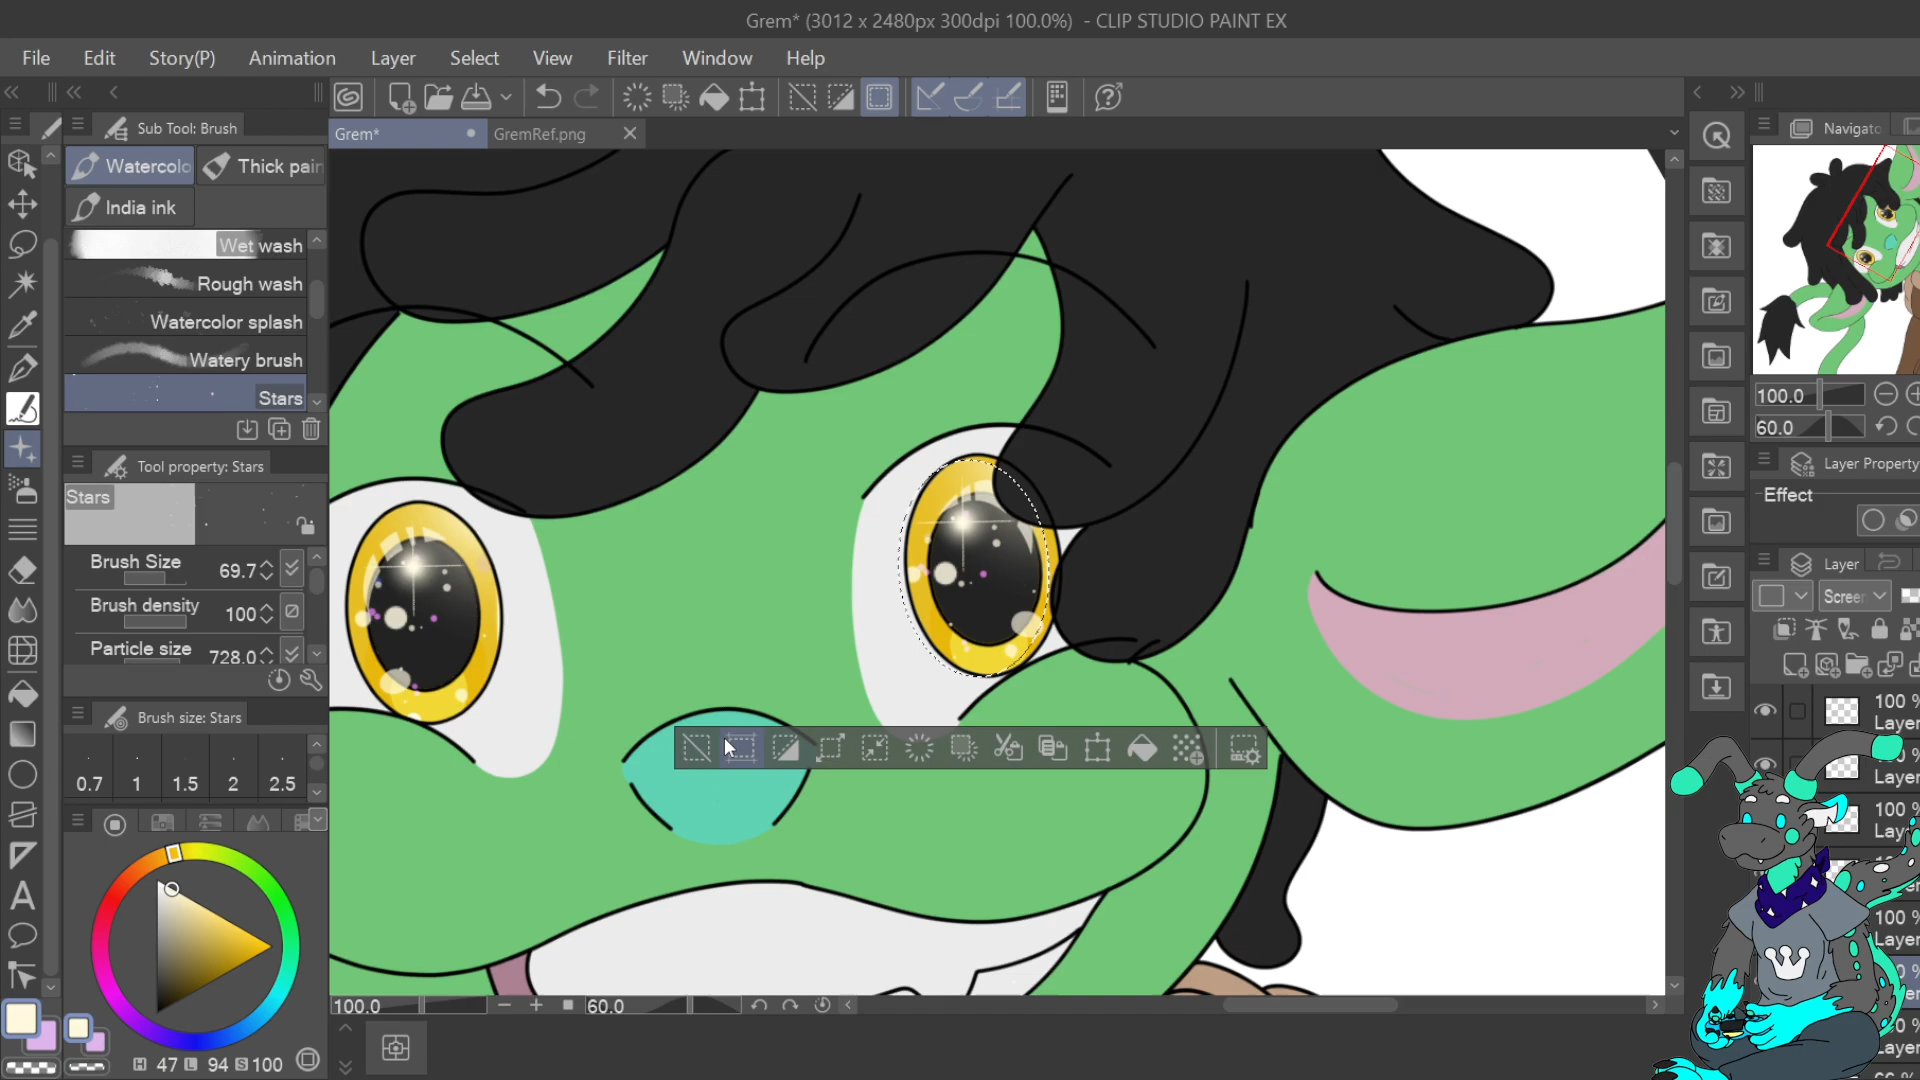 Grem* (3012 x 2480px 300dpi 100.0%) - CLIP STUDIO PAINT EX
File Edit Story(P) Animation Layer Select View Filter Window Help
Sub Tool: Brush
Watercolo
Thick pain
India ink
Wet wash
Rough wash
Watercolor splash
Watery brush
Stars
Tool property: Stars
Stars
Brush Size 69.7
Brush density 100
Particle size 728.0
Brush size: Stars
0.7 1 1.5 2 2.5
H 47 L 94 S 100
Grem*
GremRef.png
100.0
60.0
Navigato
100.0
60.0
Layer Property
Effect
Layer
Screer
100 %
Layer
100 %
Layer
100 %
Laye
100 %
Layer